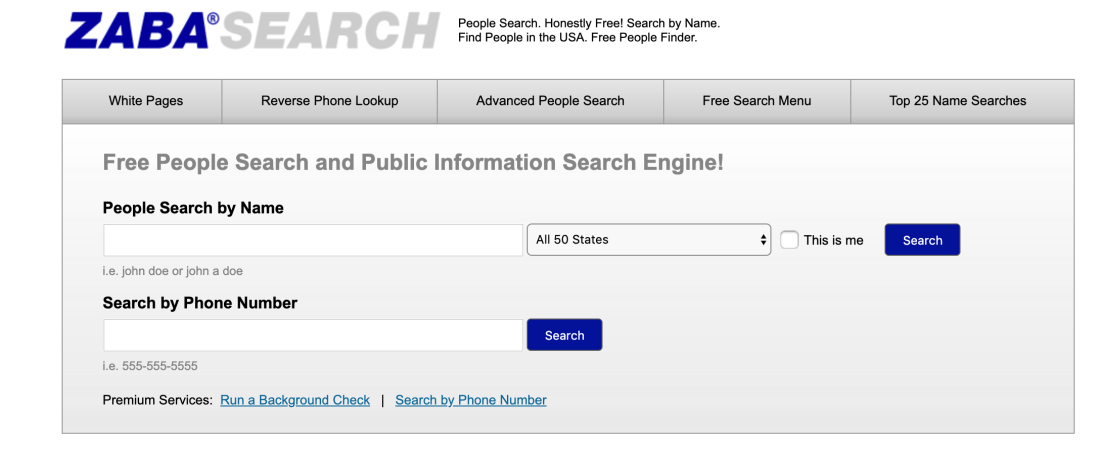 ZABA®SEARCH
People Search. Honestly Free! Search by Name.
Find People in the USA. Free People Finder.
White Pages
Reverse Phone Lookup
Advanced People Search
Free Search Menu
Top 25 Name Searches
Free People Search and Public Information Search Engine!
People Search by Name
All 50 States
This is me
Search
i.e. john doe or john a doe
Search by Phone Number
Search
i.e. 555-555-5555
Premium Services: Run a Background Check | Search by Phone Number